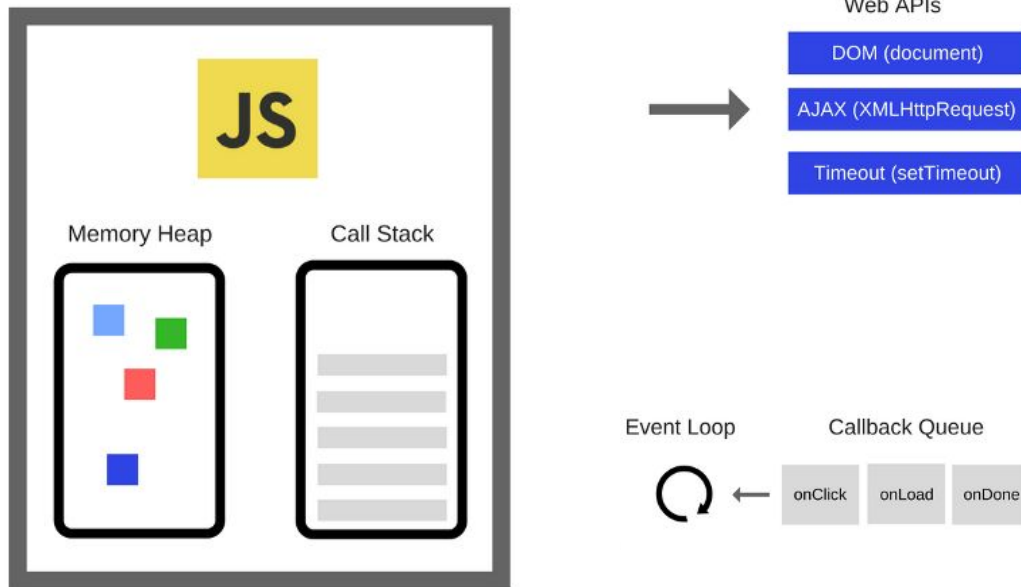 JS
Memory Heap
Call Stack
Web APIs
DOM (document)
AJAX (XMLHttpRequest)
Timeout (setTimeout)
Event Loop
Callback Queue
onClick
onLoad
onDone